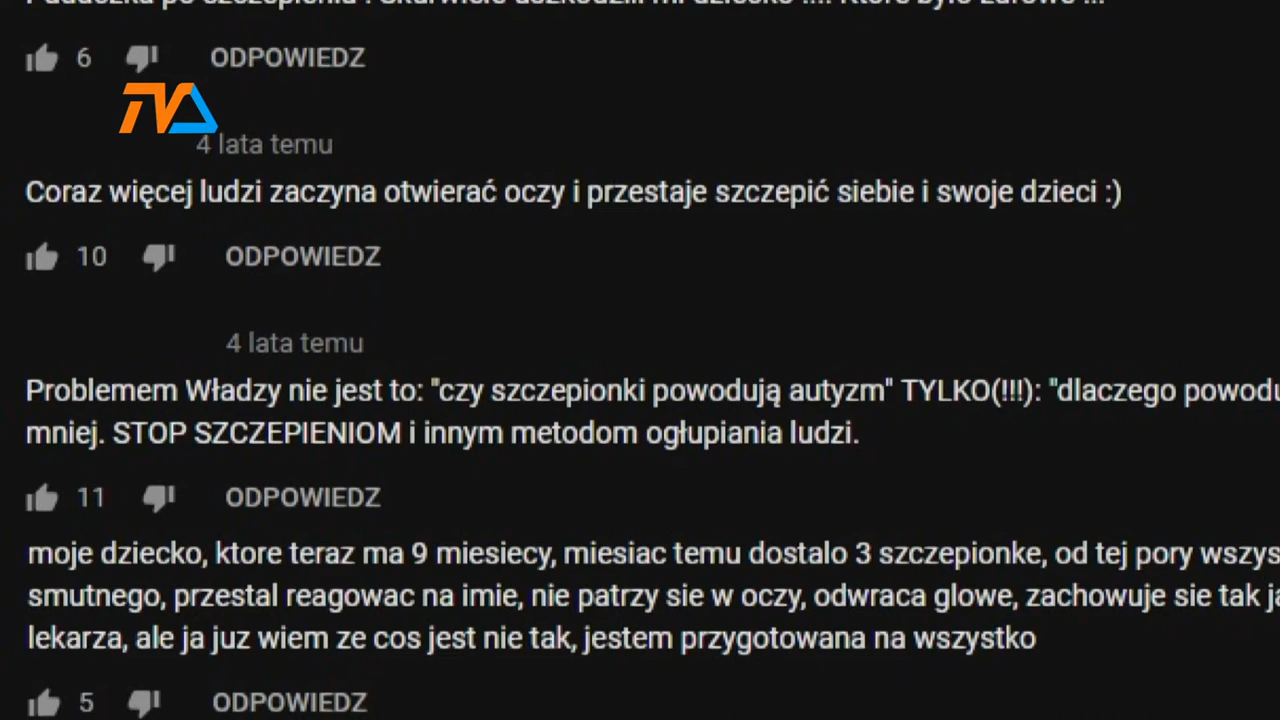 6 ODPOWIEDZ
TVA
4 lata temu
Coraz więcej ludzi zaczyna otwierać oczy i przestaje szczepić siebie i swoje dzieci :)
10 ODPOWIEDZ
4 lata temu
Problemem Władzy nie jest to: "czy szczepionki powodują autyzm" TYLKO(!!!): "dlaczego
mniej. STOP SZCZEPIENIOM i innym metodom ogłupiania ludzi.
11 ODPOWIEDZ
moje dziecko, ktore teraz ma 9 miesiecy, miesiac temu dostalo 3 szczepionke, od tej pory
smutnego, przestal reagowac na imie, nie patrzy sie w oczy, odwraca glowe, zachowuje sie tak
lekarza, ale ja juz wiem ze cos jest nie tak, jestem przygotowana na wszystko
5 ODPOWIEDZ